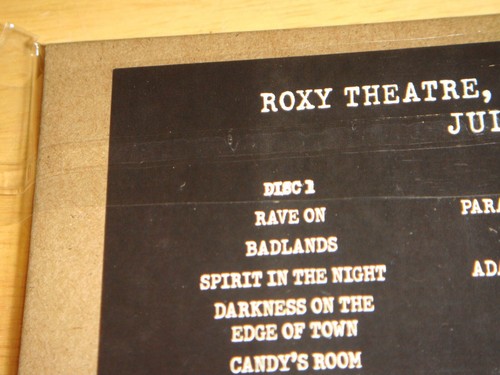 ROXY THEATRE,
DISC 1
RAVE ON
BADLANDS
SPIRIT IN THE NIGHT
DARKNESS ON THE
EDGE OF TOWN
CANDY'S ROOM